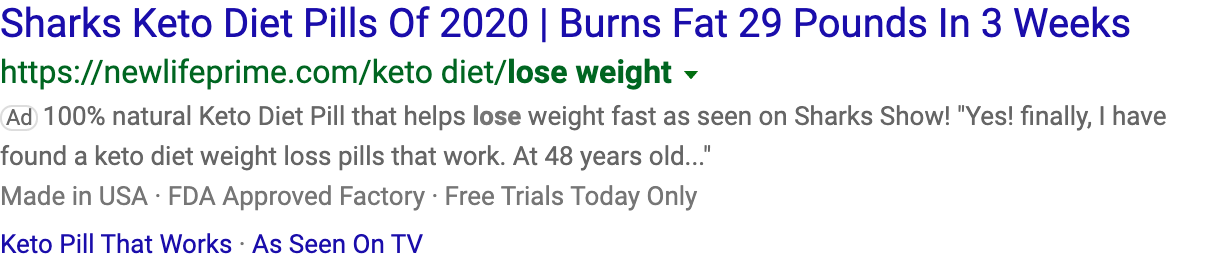 Sharks Keto Diet Pills Of 2020 | Burns Fat 29 Pounds In 3 Weeks
https://newlifeprime.com/keto diet/lose weight
Ad 100% natural Keto Diet Pill that helps lose weight fast as seen on Sharks Show! "Yes! finally, I have
found a keto diet weight loss pills that work. At 48 years old..."
Made in USA · FDA Approved Factory · Free Trials Today Only
Keto Pill That Works · As Seen On TV